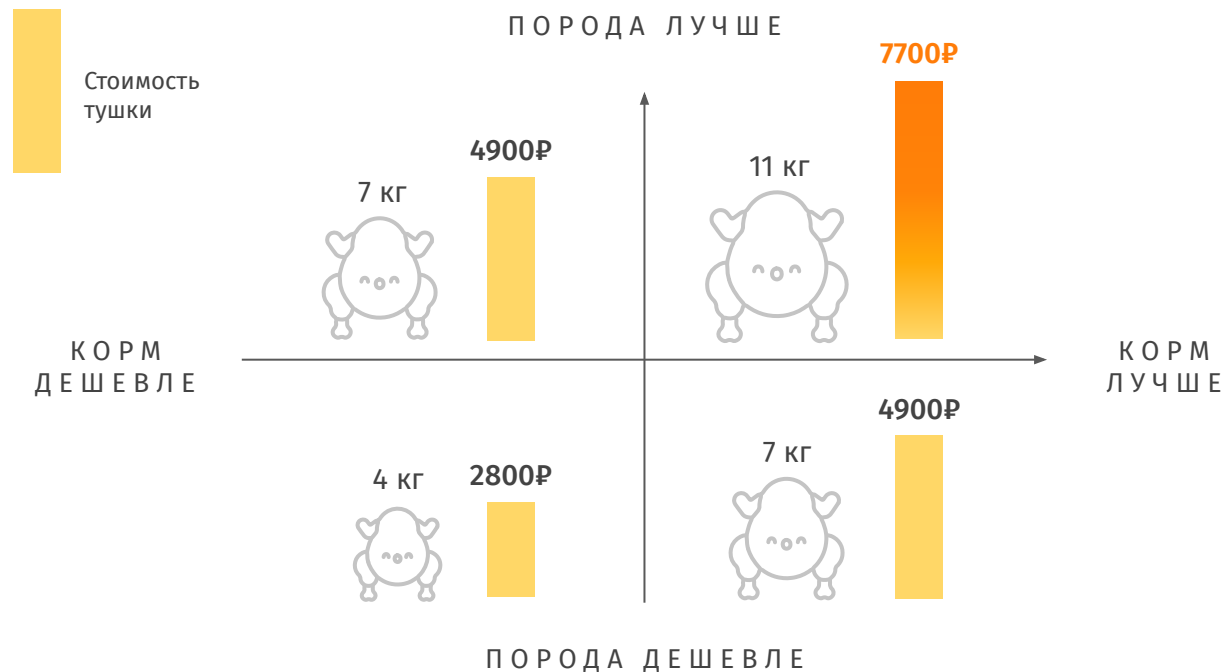 ПОРОДА ЛУЧШЕ
Стоимость
тушки
7700₽
4900₽
7 кг
11 кг
КОРМ
ДЕШЕВЛЕ
КОРМ
ЛУЧШЕ
4 кг
2800₽
7 кг
4900₽
ПОРОДА ДЕШЕВЛЕ